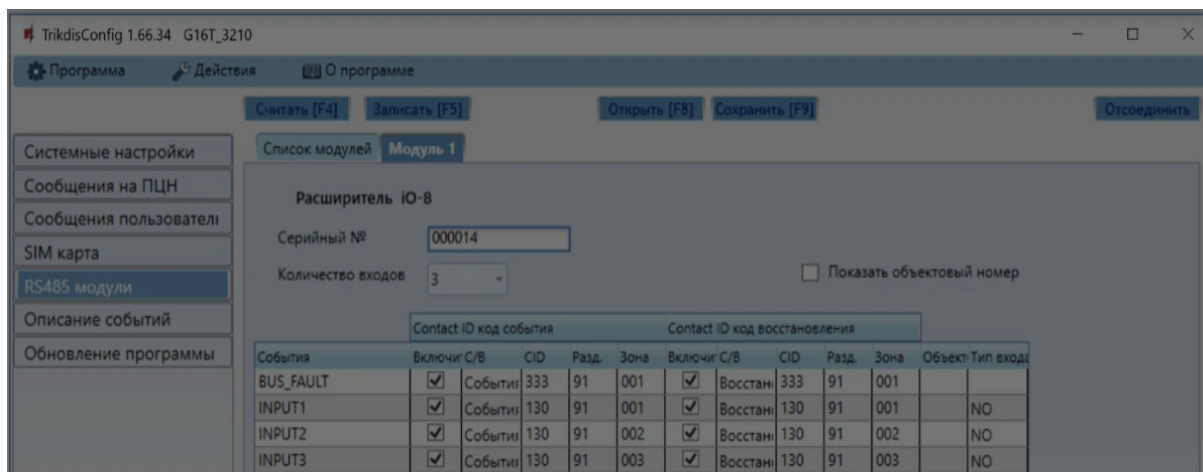 TrikdisConfig 1.66.34 G16T_3210
Программа Действия О программе
Считать [F4] Записать [F5] Открыть [F8] Сохранить [F9] Отсоединить
Системные настройки
Сообщения на ПЦН
Сообщения пользователі
SIM карта
RS485 модули
Описание событий
Обновление программы
Список модулей Модуль 1
Расширитель iO-8
Серийный № 000014
Количество входов 3 Показать объектовый номер
Contact ID код события Contact ID код восстановления
События Включи С/В CID Разд. Зона Включи С/В CID Разд. Зона Объект Тип входа
BUS_FAULT Событи 333 91 001 Восстан 333 91 001
INPUT1 Событи 130 91 001 Восстан 130 91 001 NO
INPUT2 Событи 130 91 002 Восстан 130 91 002 NO
INPUT3 Событи 130 91 003 Восстан 130 91 003 NO